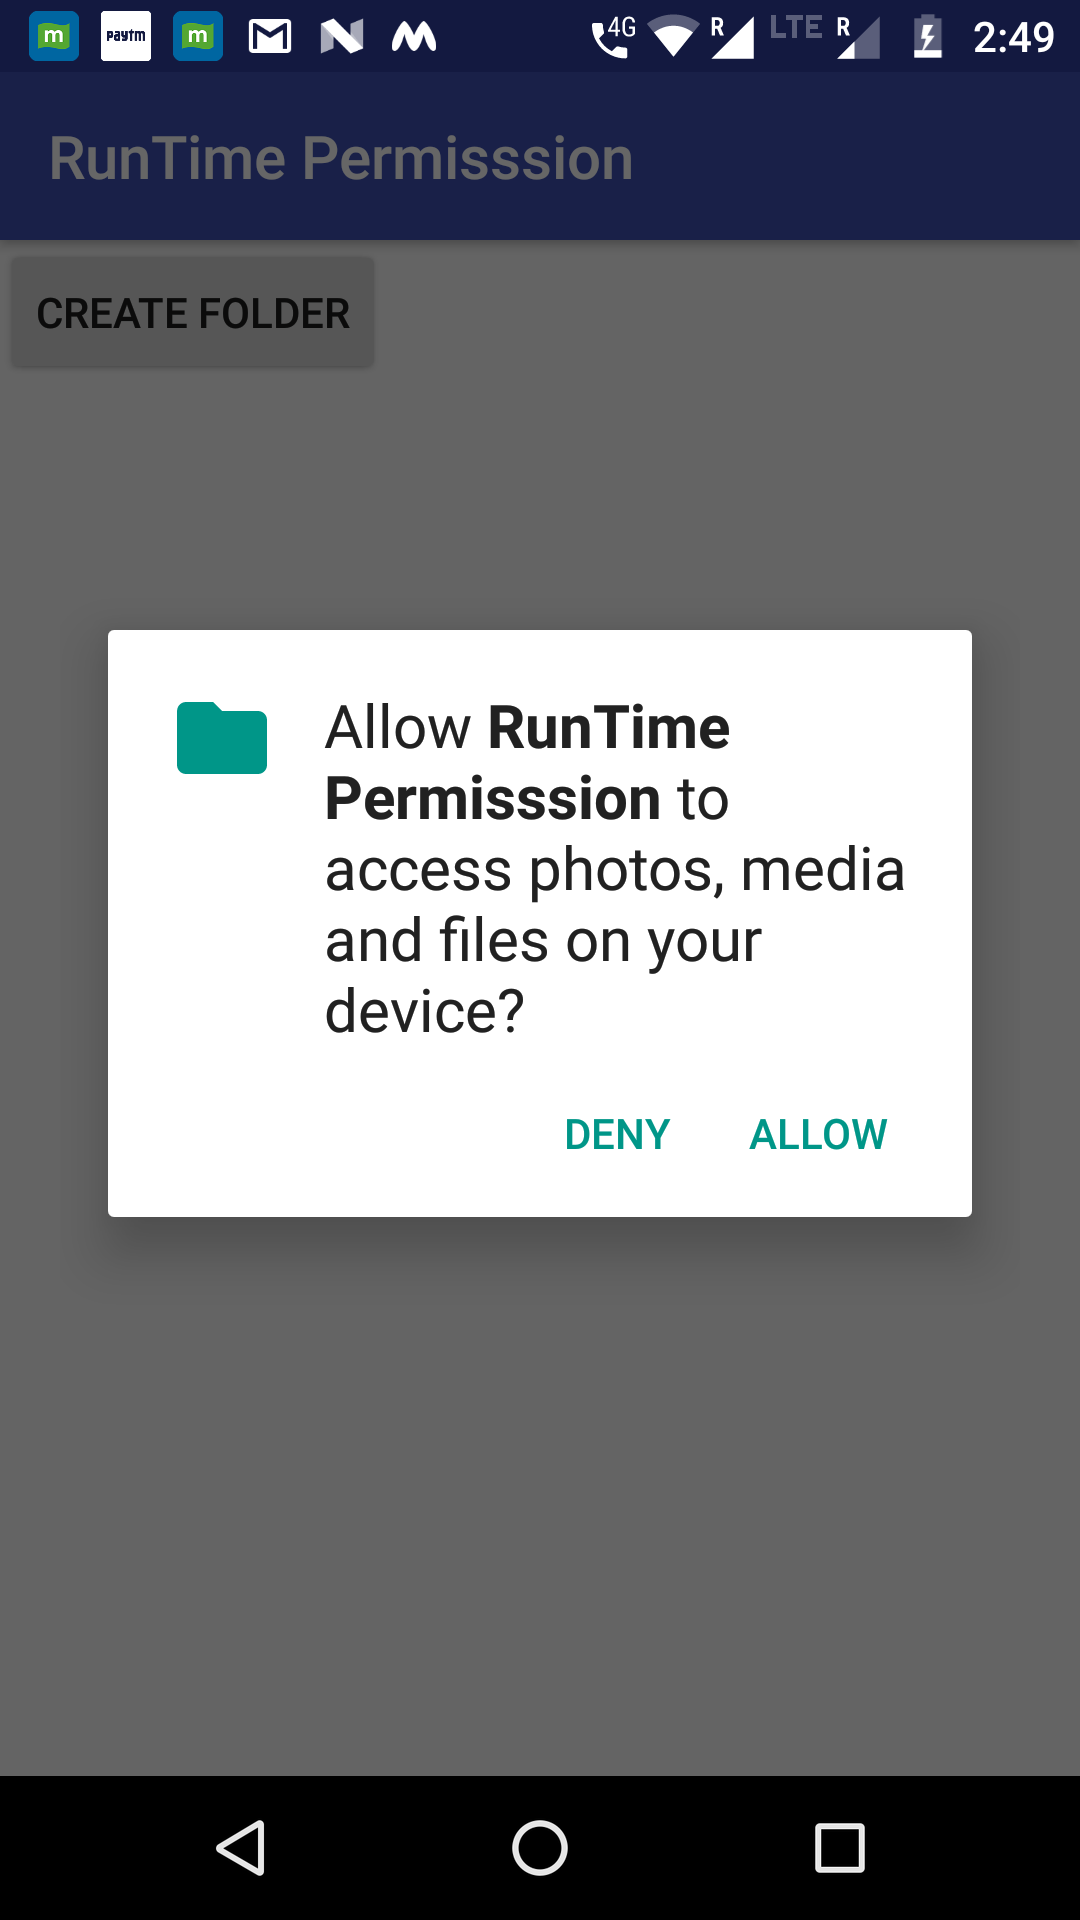 m paytm m 4G R LTE R 2:49
RunTime Permisssion
CREATE FOLDER
Allow RunTime
Permisssion to
access photos, media
and files on your
device?
DENY ALLOW